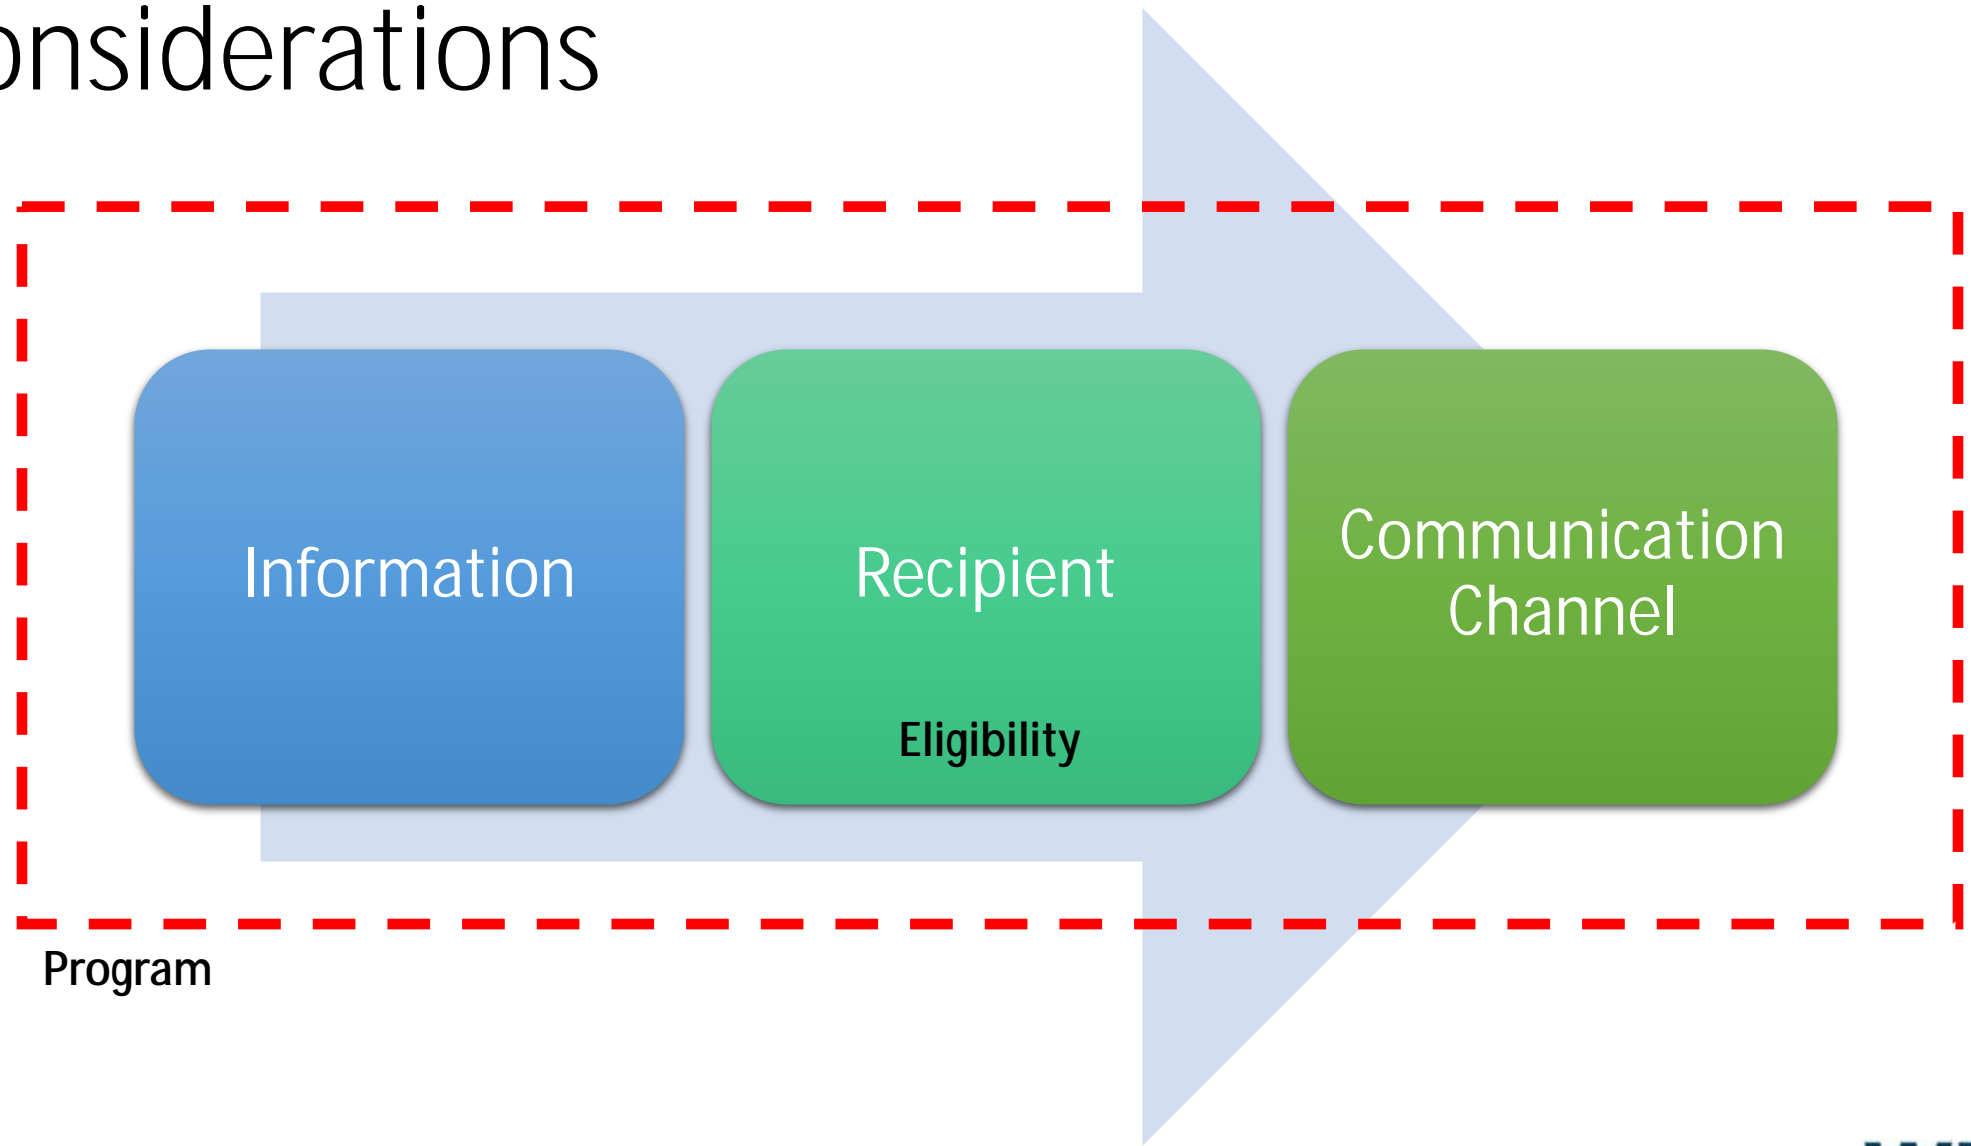 onsiderations
Information
Recipient
Eligibility
Communication
Channel
Program